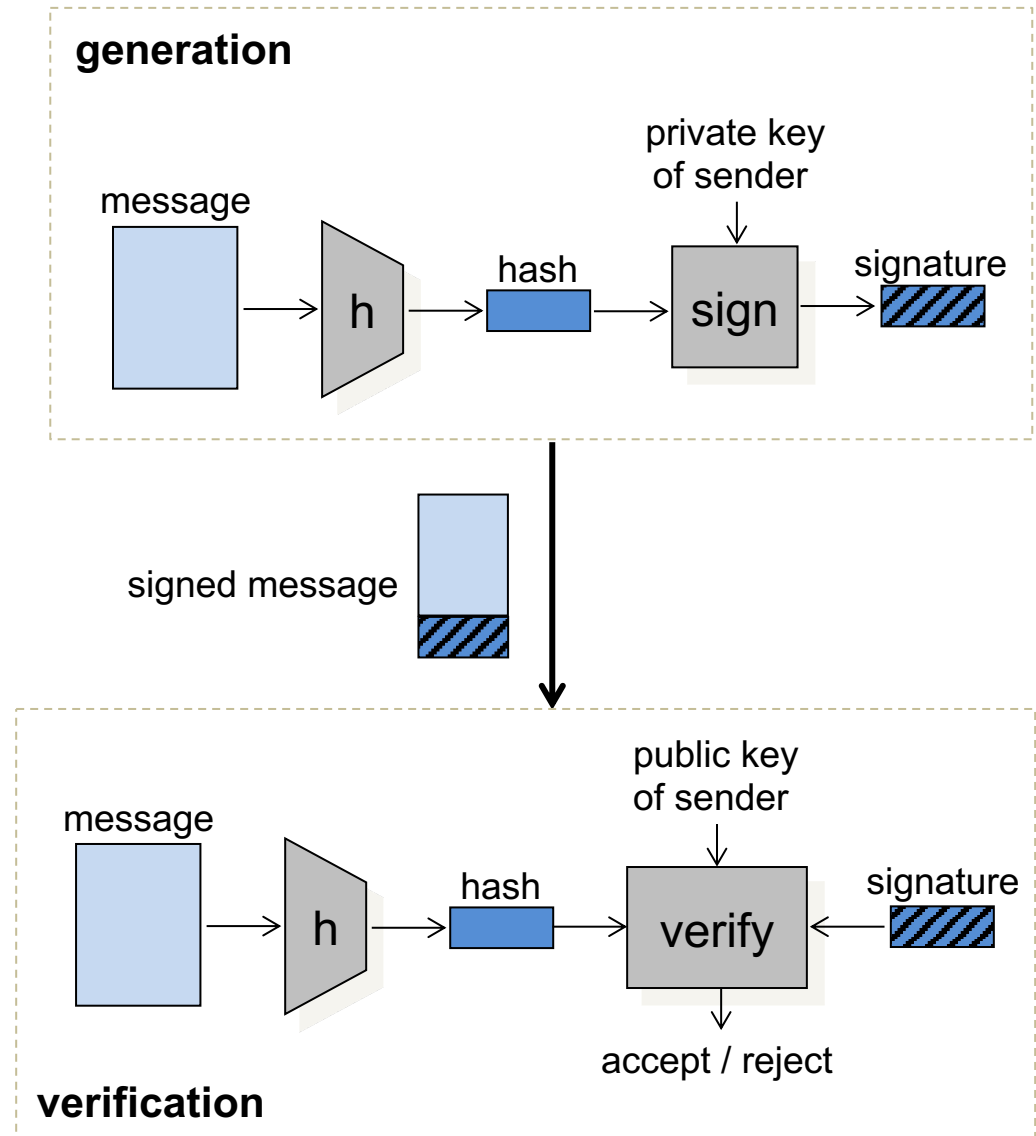 generation
private key
of sender
message
hash
signature
h
sign
signed message
public key
of sender
message
hash
signature
h
verify
accept / reject
verification